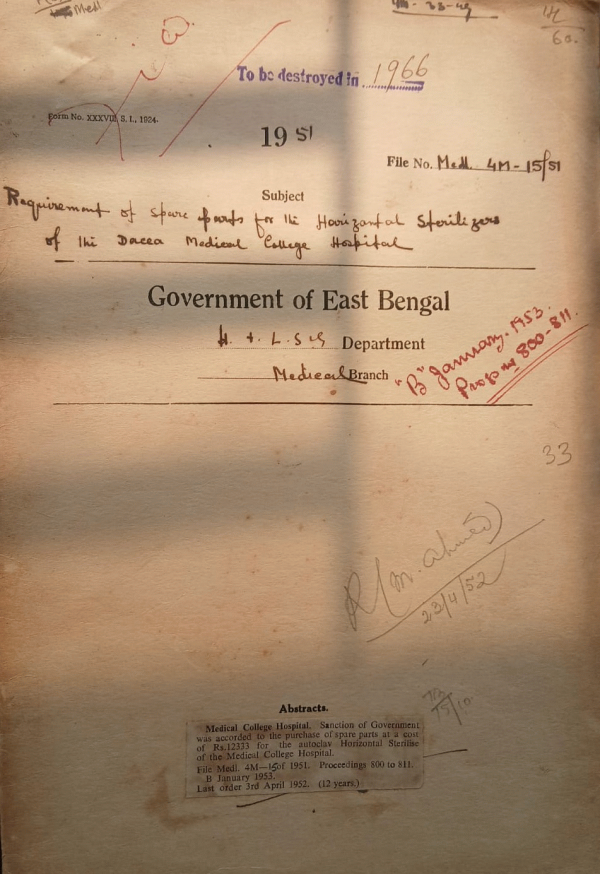 Medl
To be destroyed in 1966
Form No. XXXVIII, S. I., 1924.
19 51
File No. Medl. 4M-15/51
Subject
Requirement of spare parts for the Horizontal Sterilizers
of the Dacca Medical College Hospital
Government of East Bengal
H. & L.S.G Department
Medical Branch
"B" January. 1953.
Progs no 800-811.
33
M. Ahmed
23/4/52
15/10
Abstracts.
Medical College Hospital. Sanction of Government
was accorded to the purchase of spare parts at a cost
of Rs.12333 for the autoclav Horizontal Sterilise
of the Medical College Hospital.
File Medl. 4M—15of 1951. Proceedings 800 to 811.
B January 1953.
Last order 3rd April 1952. (12 years.)